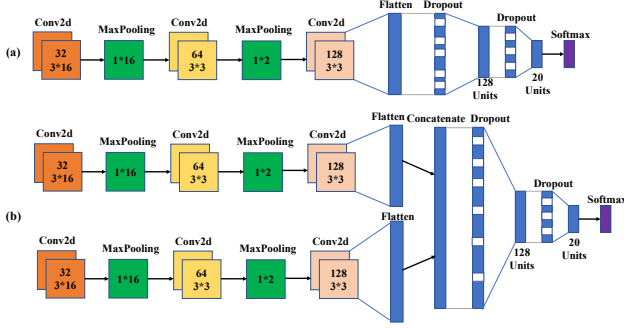 (a)
Conv2d
MaxPooling
Conv2d
MaxPooling
Conv2d
Flatten
Dropout
Dropout
Softmax
32
3*16
1*16
64
3*3
1*2
128
3*3
128
Units
20
Units
(b)
Conv2d
MaxPooling
Conv2d
MaxPooling
Conv2d
Flatten
Concatenate
Dropout
32
3*16
1*16
64
3*3
1*2
128
3*3
Conv2d
MaxPooling
Conv2d
MaxPooling
Conv2d
Flatten
32
3*16
1*16
64
3*3
1*2
128
3*3
Dropout
Softmax
128
Units
20
Units